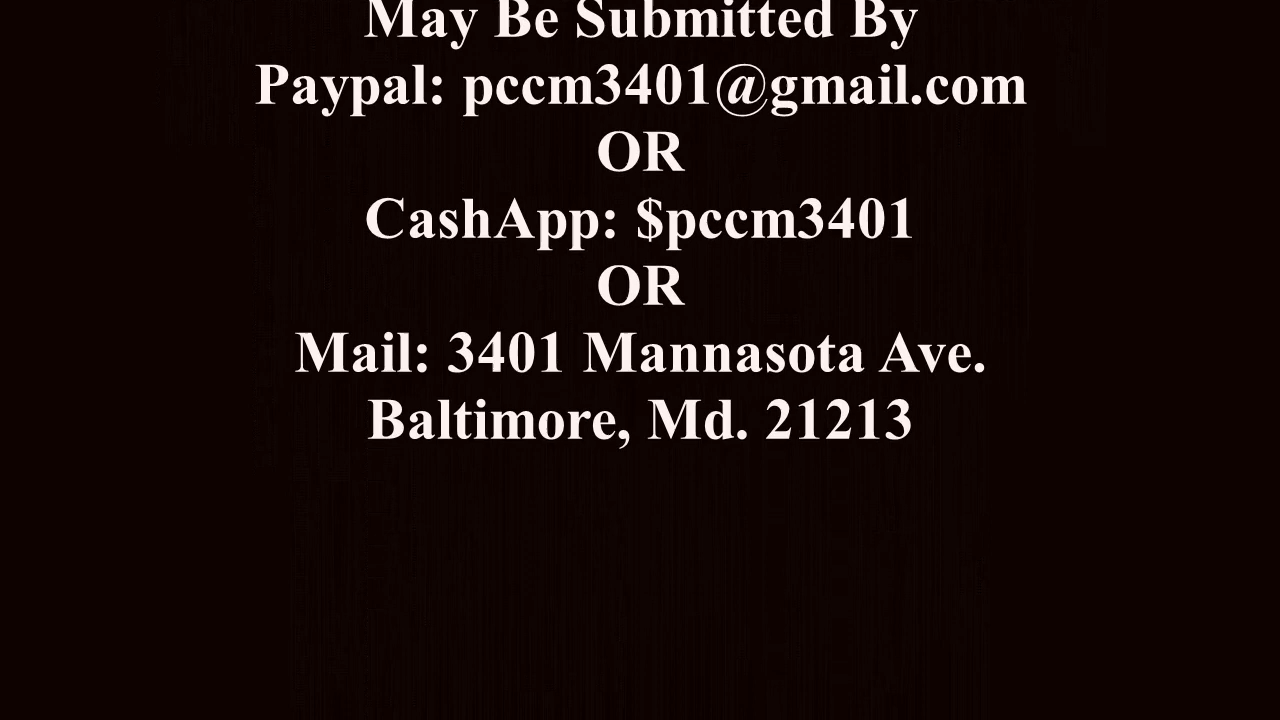 May Be Submitted By
Paypal: pccm3401@gmail.com
OR
CashApp: $pccm3401
OR
Mail: 3401 Mannasota Ave.
Baltimore, Md. 21213